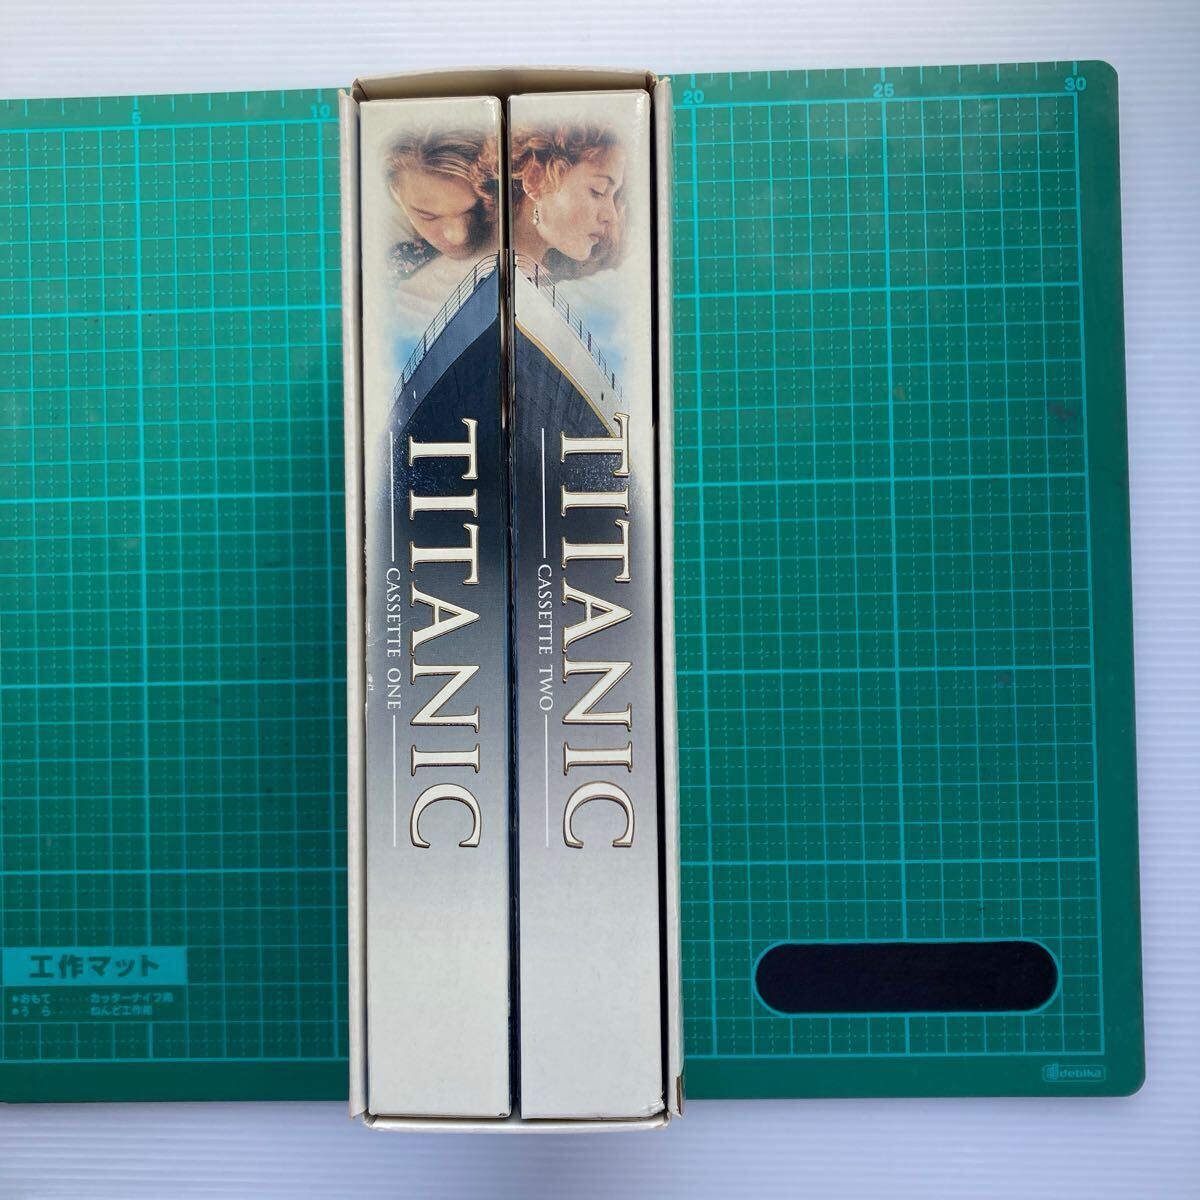 5
10
20
25
30
TITANIC
CASSETTE ONE
TITANIC
CASSETTE TWO
工作マット
●おもて……カッターナイフ用
●うら……ねんど工作用
debika